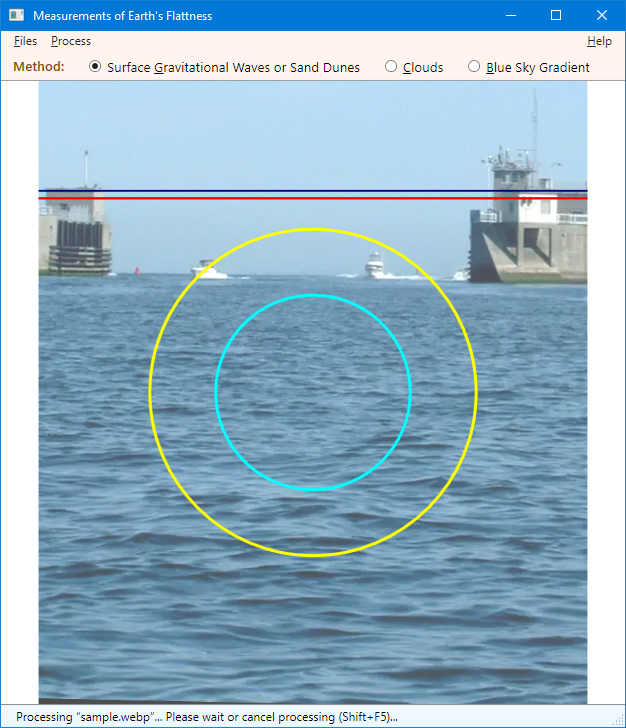 Measurements of Earth's Flattness
Files Process Help
Method: Surface Gravitational Waves or Sand Dunes Clouds Blue Sky Gradient
Processing “sample.webp”... Please wait or cancel processing (Shift+F5)...